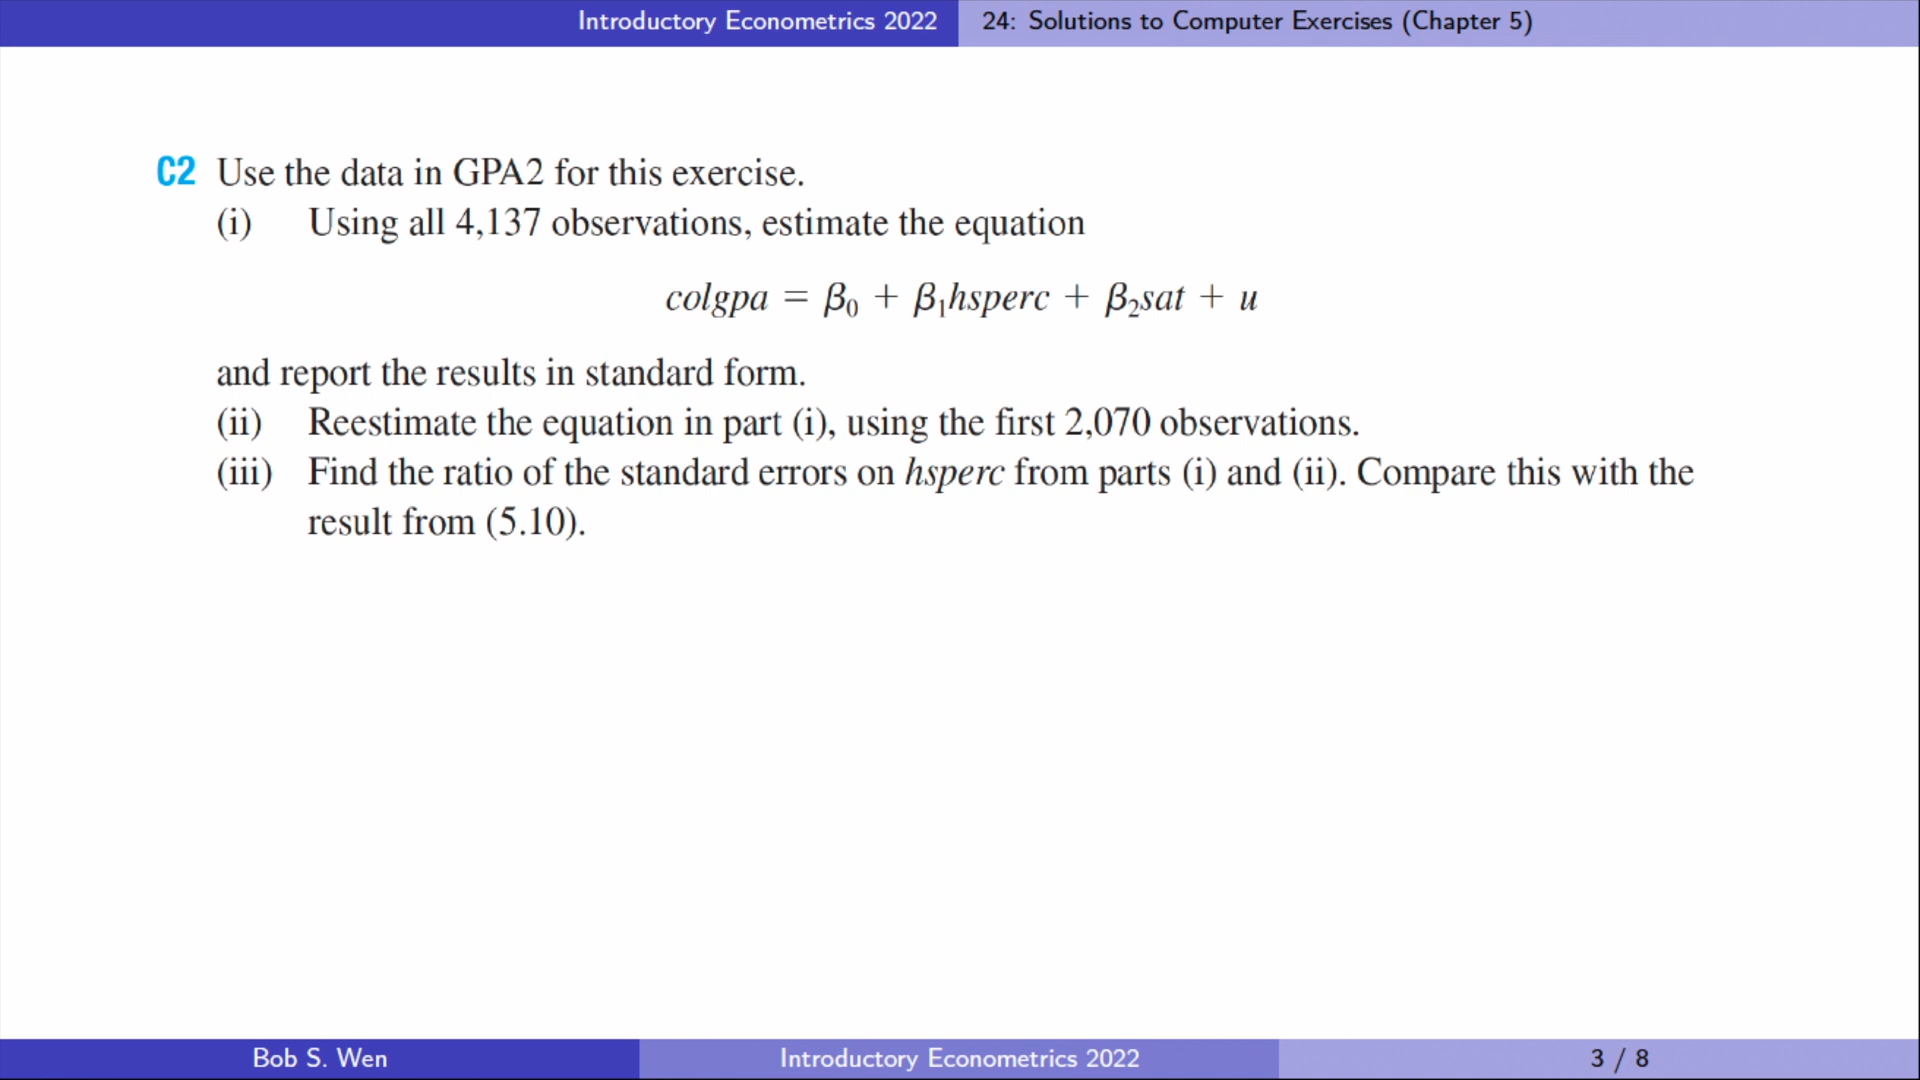 Introductory Econometrics 2022
24: Solutions to Computer Exercises (Chapter 5)
C2 Use the data in GPA2 for this exercise.
(i) Using all 4,137 observations, estimate the equation
colgpa = β₀ + β₁hsperc + β₂sat + u
and report the results in standard form.
(ii) Reestimate the equation in part (i), using the first 2,070 observations.
(iii) Find the ratio of the standard errors on hsperc from parts (i) and (ii). Compare this with the
result from (5.10).
Bob S. Wen
Introductory Econometrics 2022
3 / 8